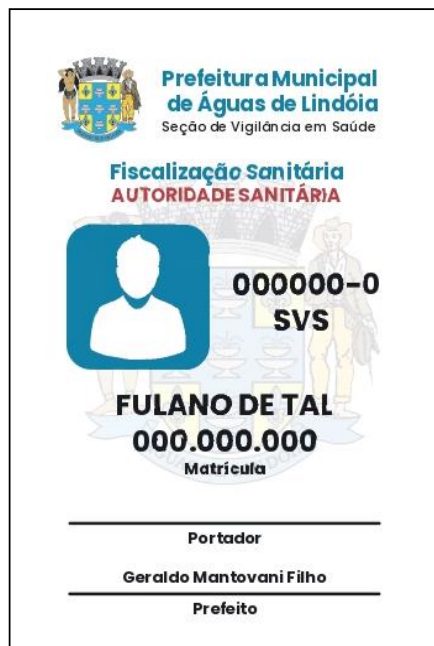 Prefeitura Municipal
de Águas de Lindóia
Seção de Vigilância em Saúde
Fiscalização Sanitária
AUTORIDADE SANITÁRIA
000000-0
SVS
FULANO DE TAL
000.000.000
Matrícula
Portador
Geraldo Mantovani Filho
Prefeito